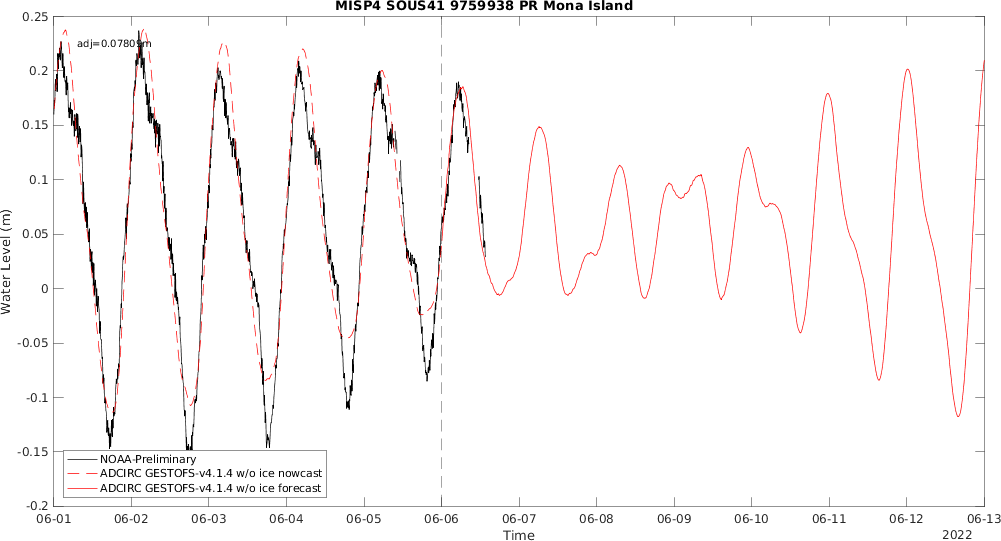 MISP4 SOUS41 9759938 PR Mona Island
adj=0.07809m
0.25
0.2
0.15
0.1
0.05
0
-0.05
-0.1
-0.15
-0.2
Water Level (m)
NOAA-Preliminary
ADCIRC GESTOFS-v4.1.4 w/o ice nowcast
ADCIRC GESTOFS-v4.1.4 w/o ice forecast
06-01 06-02 06-03 06-04 06-05 06-06 06-07 06-08 06-09 06-10 06-11 06-12 06-13
Time
2022